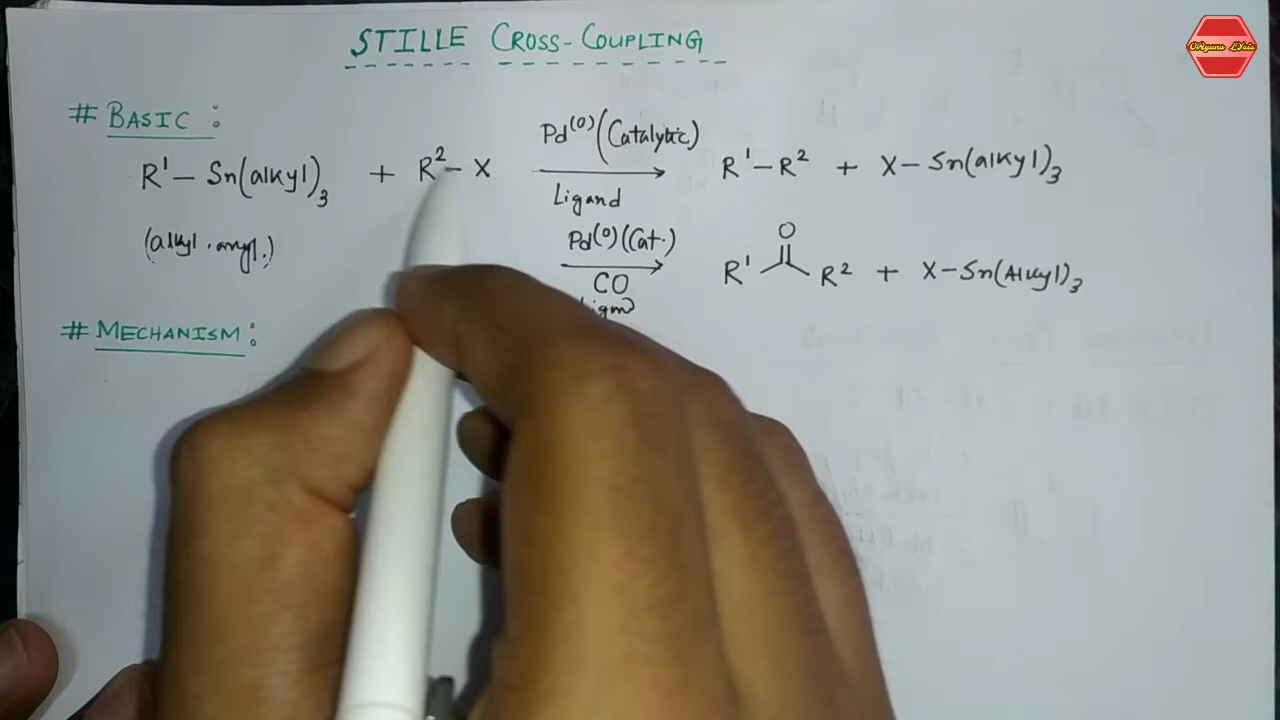 STILLE CROSS-COUPLING
# BASIC :
R¹ – Sn(alkyl)₃ + R² – X Pd⁽⁰⁾(Catalytic) Ligand R¹–R² + X–Sn(alkyl)₃
(alkyl, aryl.) Pd⁽⁰⁾(Cat.) CO O R¹ R² + X–Sn(Alkyl)₃
# MECHANISM :